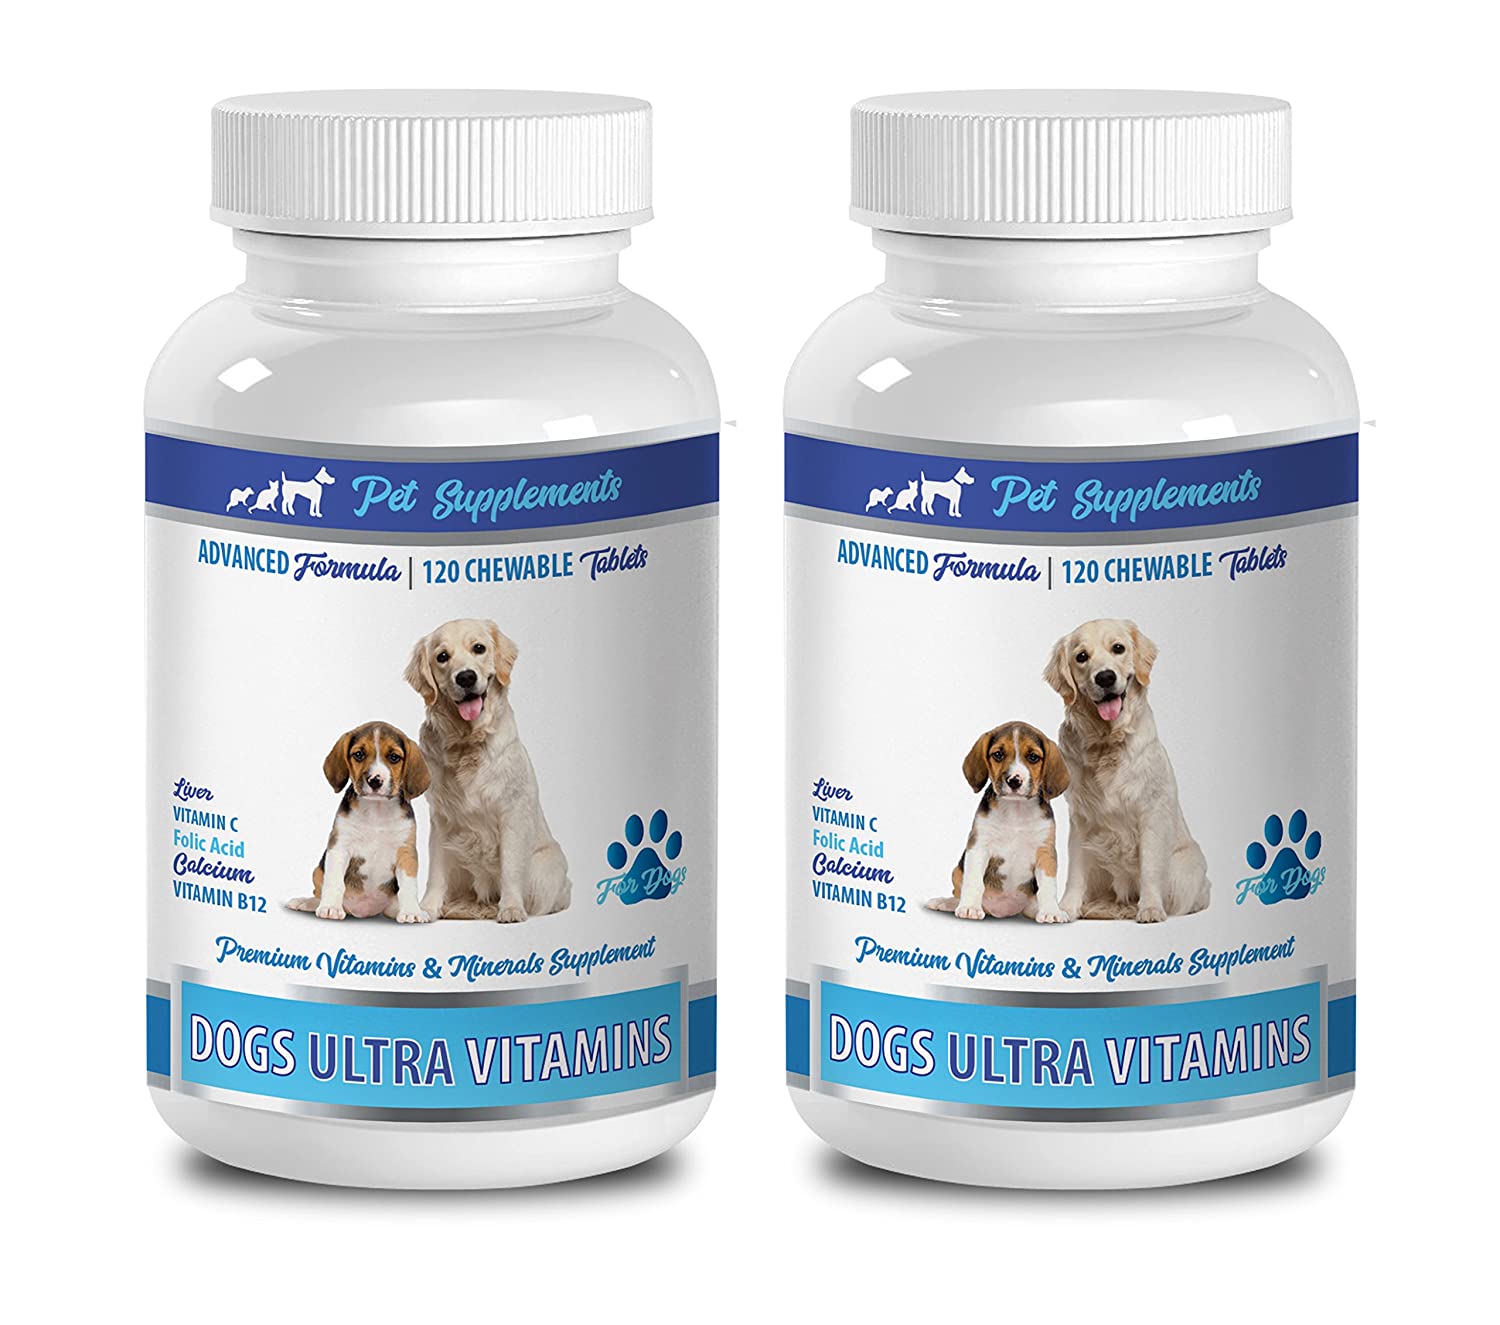 Pet Supplements
ADVANCED Formula | 120 CHEWABLE Tablets
Liver
VITAMIN C
Folic Acid
Calcium
VITAMIN B12
For Dogs
Premium Vitamins & Minerals Supplement
DOGS ULTRA VITAMINS
Pet Supplements
ADVANCED Formula | 120 CHEWABLE Tablets
Liver
VITAMIN C
Folic Acid
Calcium
VITAMIN B12
For Dogs
Premium Vitamins & Minerals Supplement
DOGS ULTRA VITAMINS